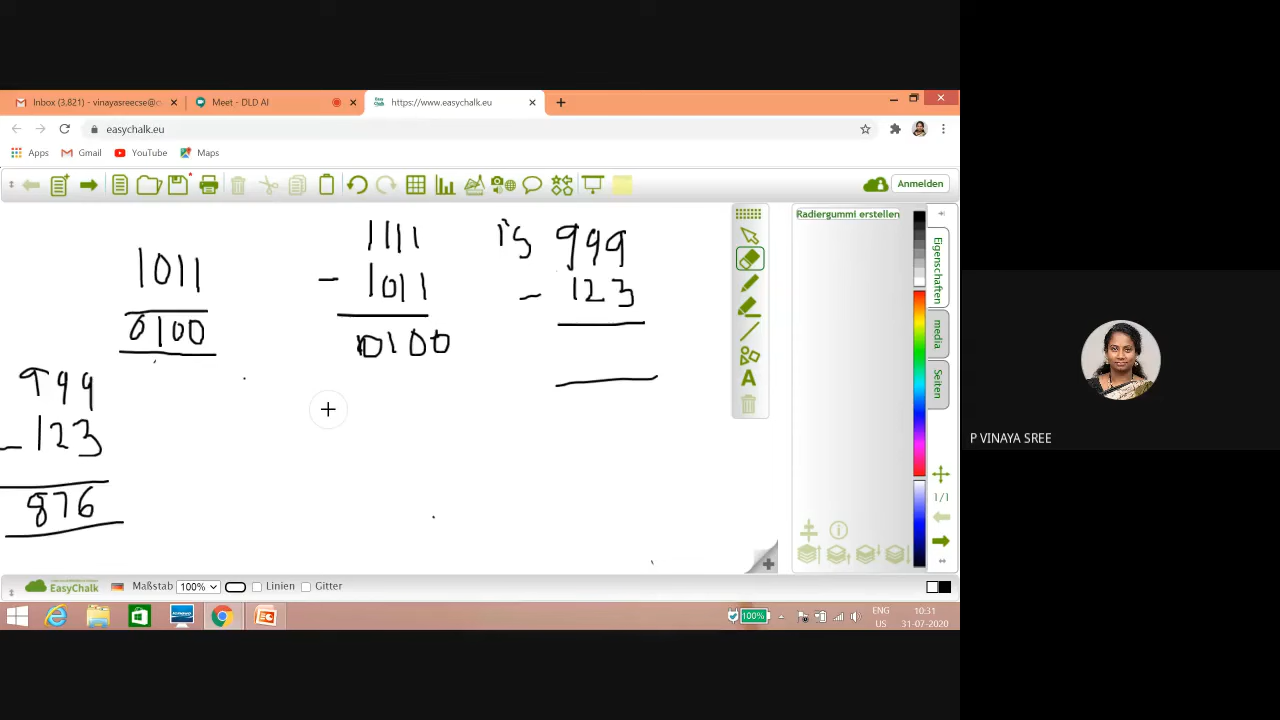 Inbox (3.821) - vinayasreecse@c
Meet - DLD AI
https://www.easychalk.eu
easychalk.eu
Apps
Gmail
YouTube
Maps
Anmelden
1011
0100
1111
- 1011
10100
i's 999
- 123
999
- 123
876
Radiergummi erstellen
Eigenschaften
media
Seiten
1/1
EasyChalk
Maßstab
100%
Linien
Gitter
100%
ENG
US
10:31
31-07-2020
P VINAYA SREE